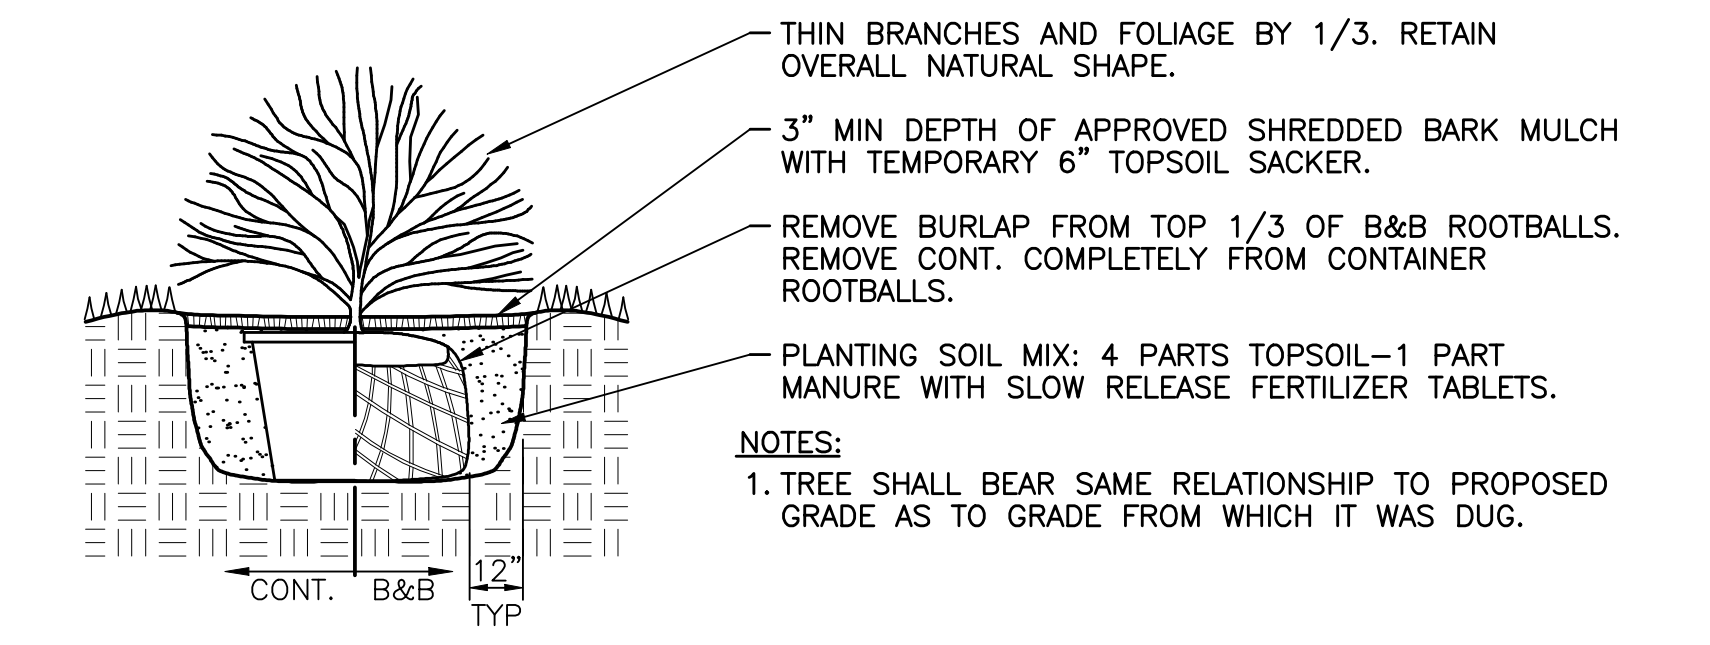 THIN BRANCHES AND FOLIAGE BY 1/3. RETAIN
OVERALL NATURAL SHAPE.
3" MIN DEPTH OF APPROVED SHREDDED BARK MULCH
WITH TEMPORARY 6" TOPSOIL SACKER.
REMOVE BURLAP FROM TOP 1/3 OF B&B ROOTBALLS.
REMOVE CONT. COMPLETELY FROM CONTAINER
ROOTBALLS.
PLANTING SOIL MIX: 4 PARTS TOPSOIL-1 PART
MANURE WITH SLOW RELEASE FERTILIZER TABLETS.
NOTES:
1. TREE SHALL BEAR SAME RELATIONSHIP TO PROPOSED
GRADE AS TO GRADE FROM WHICH IT WAS DUG.
12"
TYP
CONT. B&B